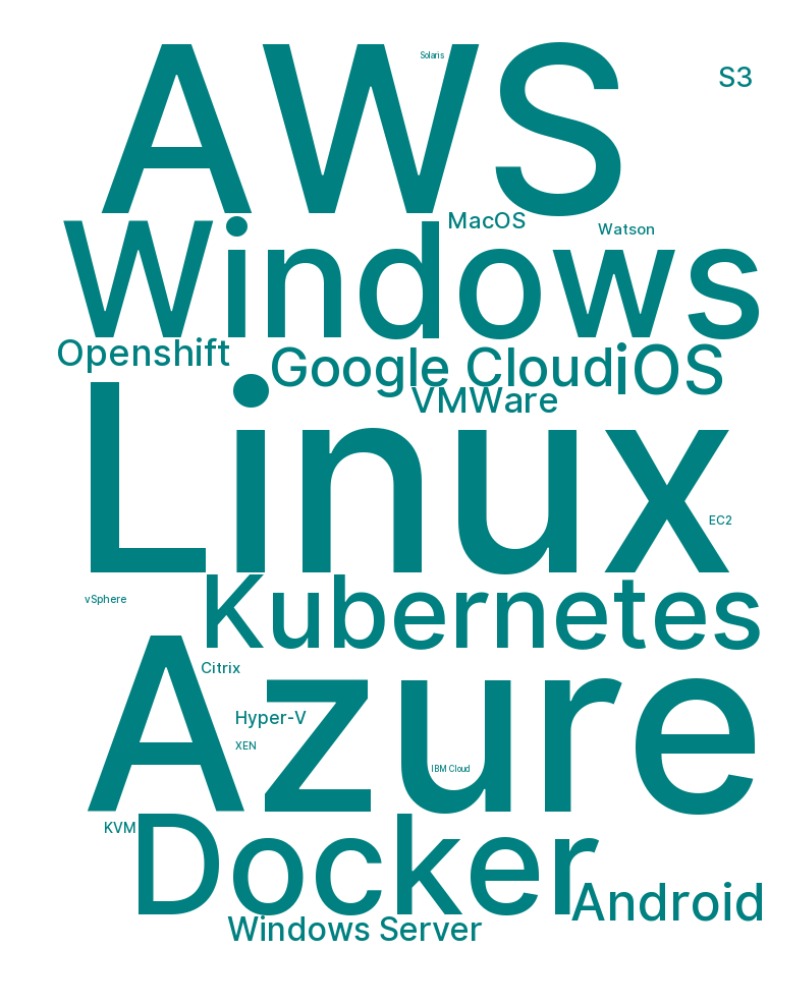 AWS
Solaris
S3
Windows
MacOS
Watson
Openshift
Google Cloud
iOS
VMWare
Linux
EC2
vSphere
Kubernetes
Azure
Citrix
Hyper-V
XEN
IBM Cloud
KVM
Docker
Android
Windows Server